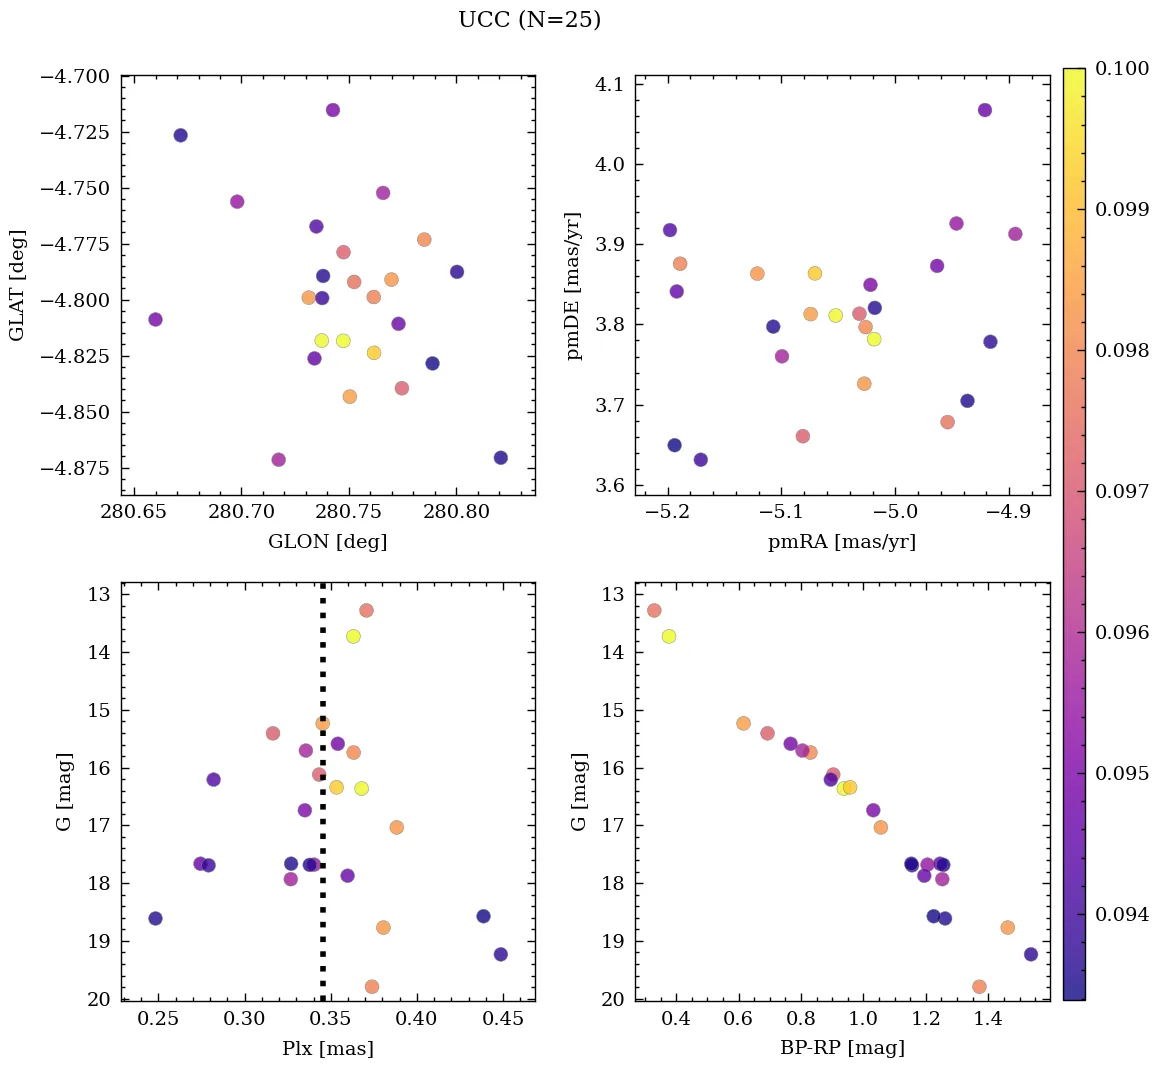 UCC (N=25)
−4.700
−4.725
−4.750
−4.775
−4.800
−4.825
−4.850
−4.875
GLAT [deg]
280.65 280.70 280.75 280.80
GLON [deg]
4.1
4.0
3.9
3.8
3.7
3.6
pmDE [mas/yr]
−5.2 −5.1 −5.0 −4.9
pmRA [mas/yr]
13
14
15
16
17
18
19
20
G [mag]
0.25 0.30 0.35 0.40 0.45
Plx [mas]
13
14
15
16
17
18
19
20
G [mag]
0.4 0.6 0.8 1.0 1.2 1.4
BP-RP [mag]
0.100
0.099
0.098
0.097
0.096
0.095
0.094